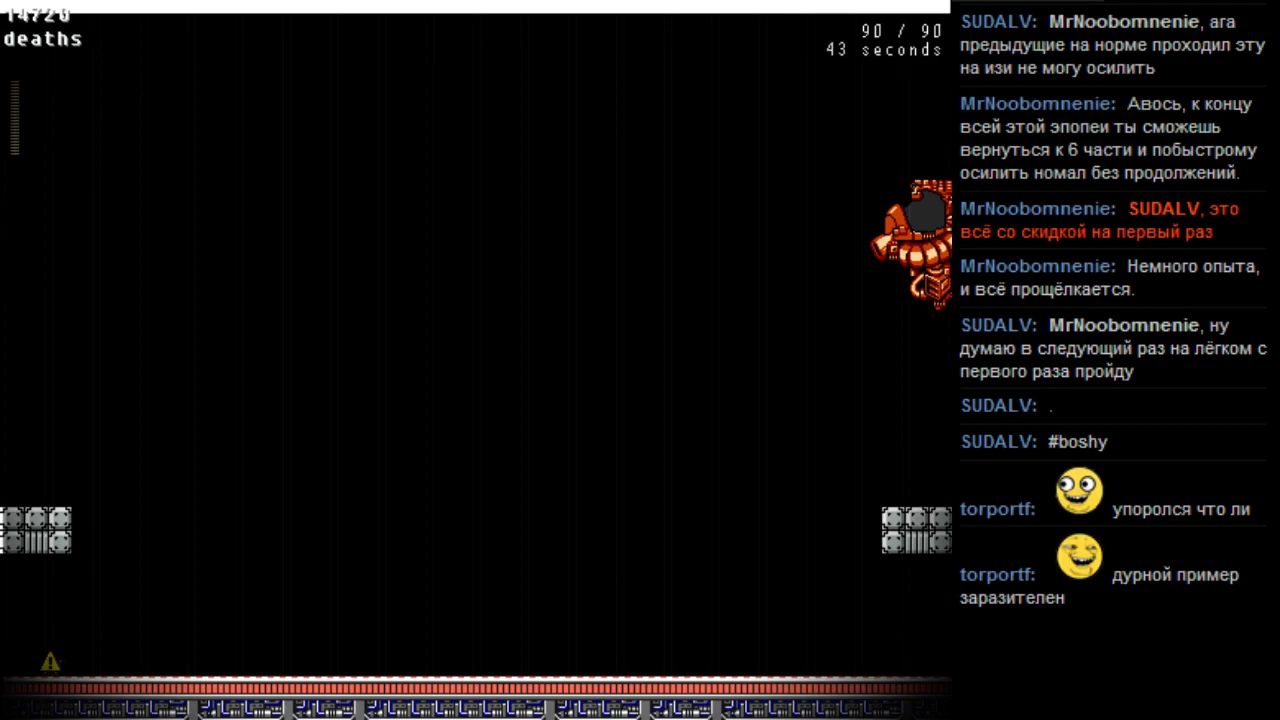 14720
deaths
90 / 90
43 seconds
SUDALV: MrNoobomnenie, ага
предыдущие на норме проходил эту
на изи не могу осилить
MrNoobomnenie: Авось, к концу
всей этой эпопеи ты сможешь
вернуться к 6 части и побыстрому
осилить номал без продолжений.
MrNoobomnenie: SUDALV, это
всё со скидкой на первый раз
MrNoobomnenie: Немного опыта,
и всё прощёлкается.
SUDALV: MrNoobomnenie, ну
думаю в следующий раз на лёгком с
первого раза пройду
SUDALV: .
SUDALV: #boshy
torportf: упоролся что ли
torportf: дурной пример
заразителен